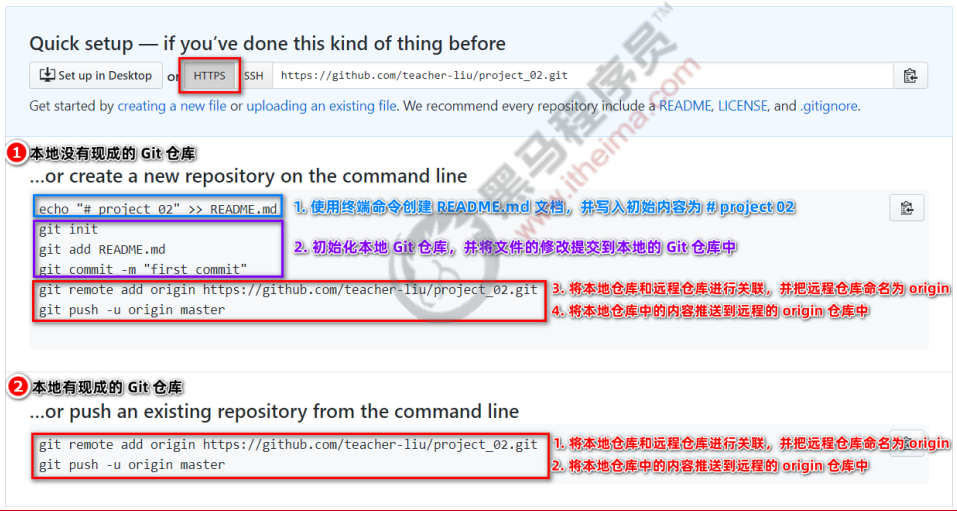 Quick setup — if you've done this kind of thing before
Set up in Desktop or HTTPS SSH https://github.com/teacher-liu/project_02.git
Get started by creating a new file or uploading an existing file. We recommend every repository include a README, LICENSE, and .gitignore.
1 本地没有现成的 Git 仓库
...or create a new repository on the command line
echo "# project_02" >> README.md 1. 使用终端命令创建 README.md 文档，并写入初始内容为 # project 02
git init
git add README.md 2. 初始化本地 Git 仓库，并将文件的修改提交到本地的 Git 仓库中
git commit -m "first commit"
git remote add origin https://github.com/teacher-liu/project_02.git 3. 将本地仓库和远程仓库进行关联，并把远程仓库命名为 origin
git push -u origin master 4. 将本地仓库中的内容推送到远程的 origin 仓库中
2 本地有现成的 Git 仓库
...or push an existing repository from the command line
git remote add origin https://github.com/teacher-liu/project_02.git 1. 将本地仓库和远程仓库进行关联，并把远程仓库命名为 origin
git push -u origin master 2. 将本地仓库中的内容推送到远程的 origin 仓库中
黑马程序员™
www.itheima.com